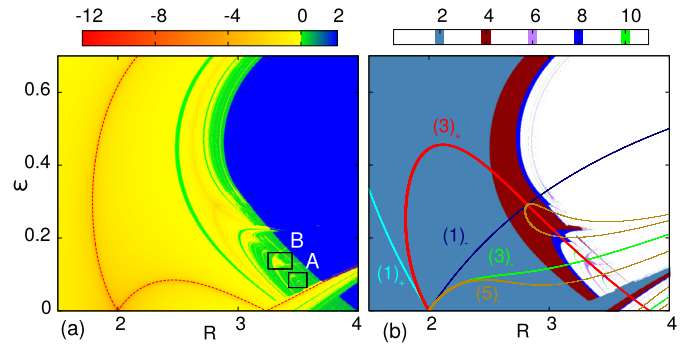 -12 -8 -4 0 2
2 4 6 8 10
0.6
0.4
ε
0.2
0
B
A
(3)+
(1)-
(1)+
(3)-
(5)
2 3 4
2 3 4
(a) R
(b) R